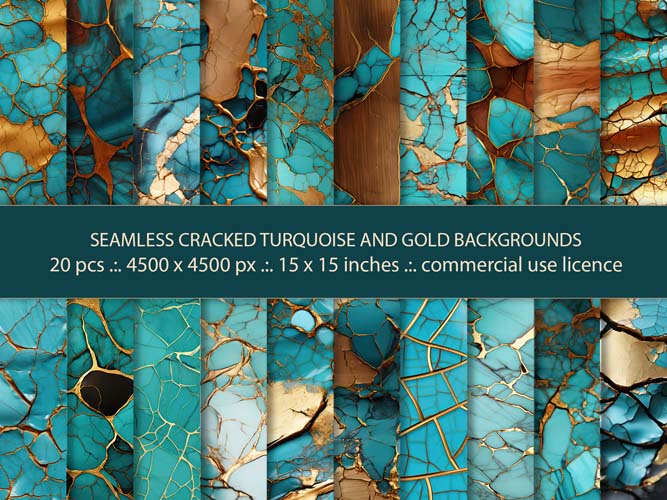 SEAMLESS CRACKED TURQUOISE AND GOLD BACKGROUNDS
20 pcs .:. 4500 x 4500 px .:. 15 x 15 inches .:. commercial use licence